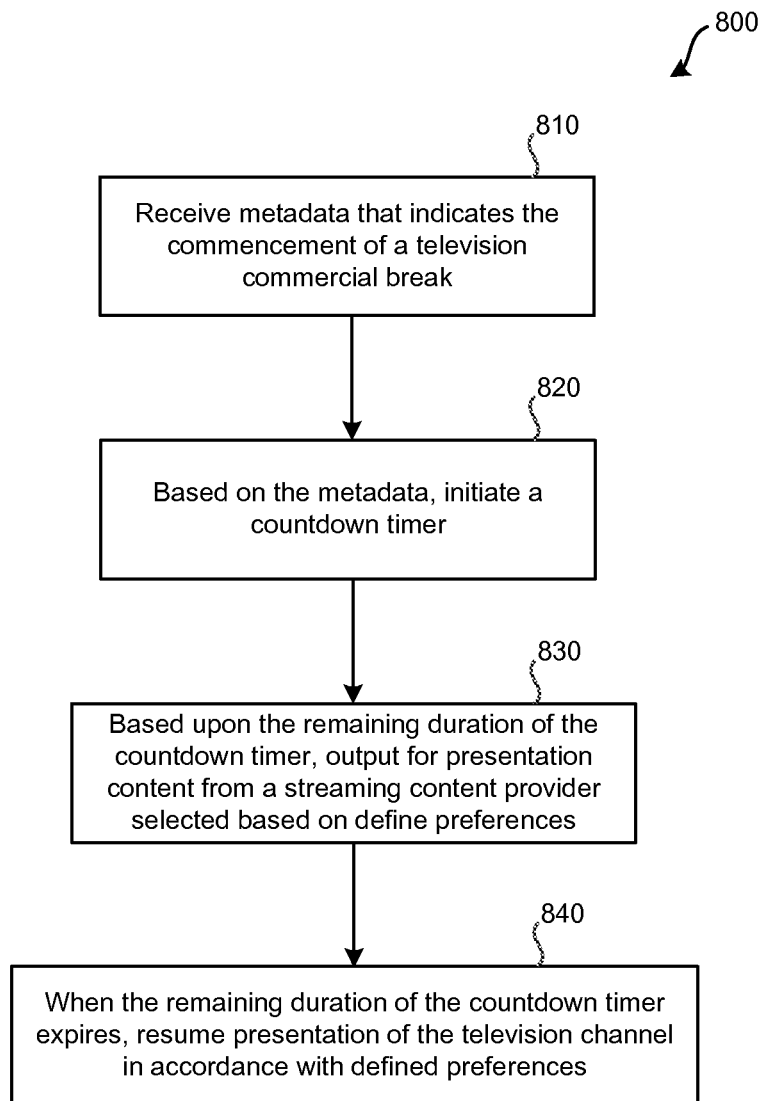 800
810
Receive metadata that indicates the
commencement of a television
commercial break
820
Based on the metadata, initiate a
countdown timer
830
Based upon the remaining duration of the
countdown timer, output for presentation
content from a streaming content provider
selected based on define preferences
840
When the remaining duration of the countdown timer
expires, resume presentation of the television channel
in accordance with defined preferences